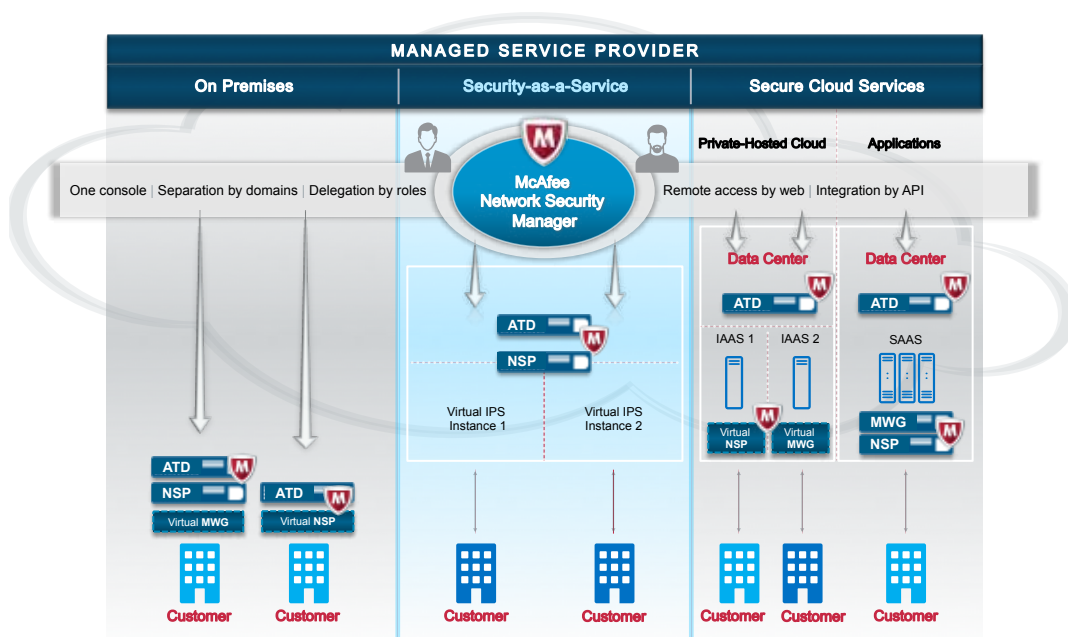 MANAGED SERVICE PROVIDER
On Premises
Security-as-a-Service
Secure Cloud Services
Private-Hosted Cloud
Applications
One console | Separation by domains | Delegation by roles
M
McAfee
Network Security
Manager
Remote access by web | Integration by API
ATD
M
NSP
Virtual MWG
Customer
ATD
M
Virtual NSP
Customer
ATD
M
NSP
Virtual IPS
Instance 1
Virtual IPS
Instance 2
Customer
Customer
Data Center
ATD
M
IAAS 1
IAAS 2
M
Virtual
NSP
Virtual
MWG
Customer
Customer
Data Center
ATD
M
SAAS
MWG
M
NSP
Customer